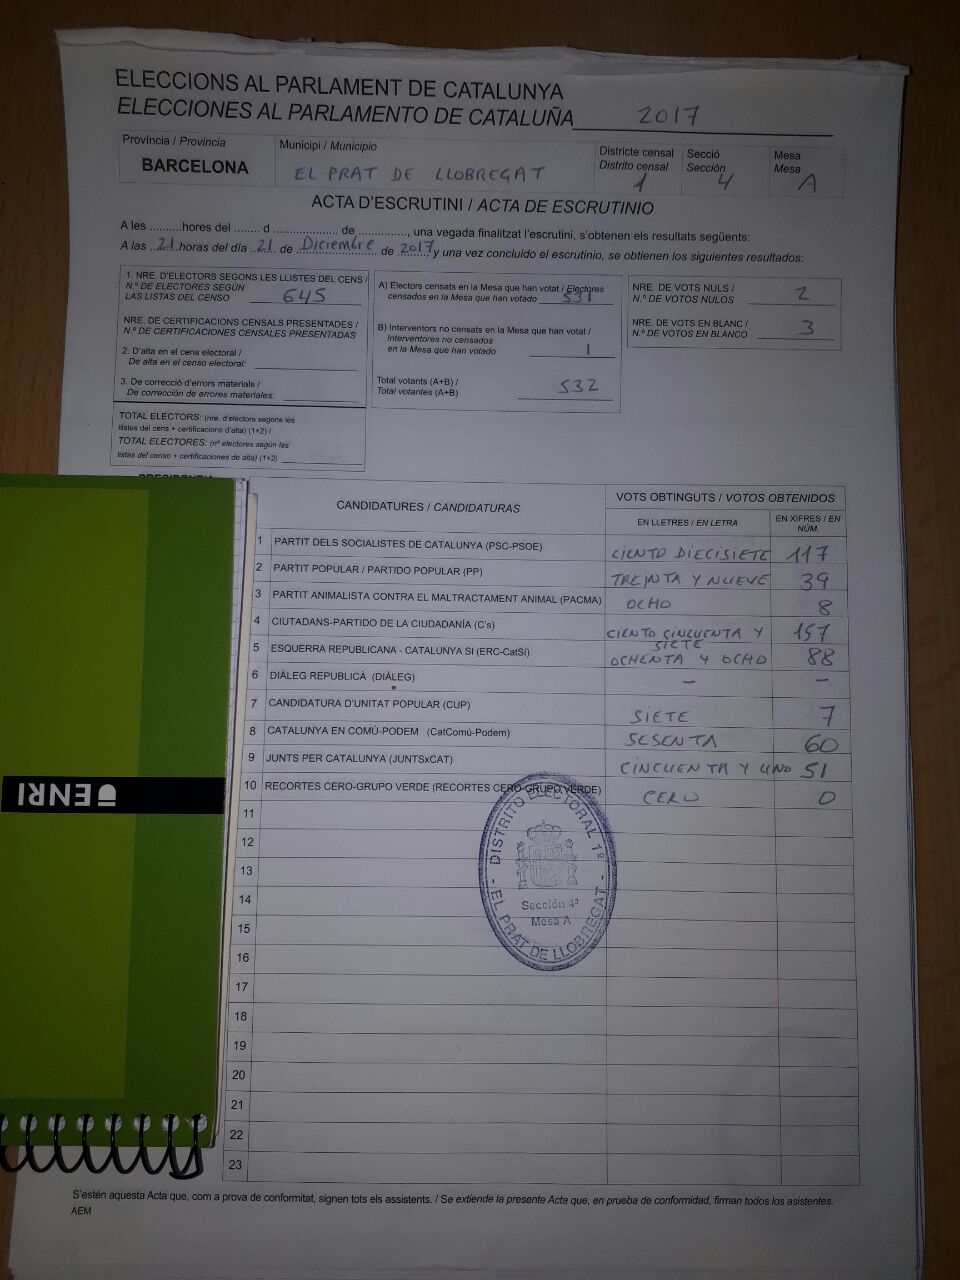 ELECCIONS AL PARLAMENT DE CATALUNYA
ELECCIONES AL PARLAMENTO DE CATALUÑA 2017
Província / Provincia
BARCELONA
Municipi / Municipio
EL PRAT DE LLOBREGAT
Districte censal
Distrito censal
1
Secció
Sección
4
Mesa
Mesa
A
ACTA D'ESCRUTINI / ACTA DE ESCRUTINIO
A les ..........hores del ........ d .................... de ..............., una vegada finalitzat l'escrutini, s'obtenen els resultats següents:
A las ..21..horas del día .21.. de Diciembre de 2017, y una vez concluido el escrutinio, se obtienen los siguientes resultados:
1. NRE. D'ELECTORS SEGONS LES LLISTES DEL CENS /
N.º DE ELECTORES SEGÚN
LAS LISTAS DEL CENSO 645
NRE. DE CERTIFICACIONS CENSALS PRESENTADES /
N.º DE CERTIFICACIONES CENSALES PRESENTADAS
2. D'alta en el cens electoral /
De alta en el censo electoral:
3. De correcció d'errors materials /
De corrección de errores materiales:
TOTAL ELECTORS: (nre. d'electors segons les
llistes del cens + certificacions d'alta) (1+2) /
TOTAL ELECTORES: (nº electores según las
listas del censo + certificaciones de alta) (1+2)
A) Electors censats en la Mesa que han votat / Electores
censados en la Mesa que han votado 531
B) Interventors no censats en la Mesa que han votat /
Interventores no censados
en la Mesa que han votado 1
Total votants (A+B) /
Total votantes (A+B) 532
NRE. DE VOTS NULS /
N.º DE VOTOS NULOS 2
NRE. DE VOTS EN BLANC /
N.º DE VOTOS EN BLANCO 3
CANDIDATURES / CANDIDATURAS
VOTS OBTINGUTS / VOTOS OBTENIDOS
EN LLETRES / EN LETRA
EN XIFRES / EN
NÚM.
1 PARTIT DELS SOCIALISTES DE CATALUNYA (PSC-PSOE) CIENTO DIECISIETE 117
2 PARTIT POPULAR / PARTIDO POPULAR (PP) TREINTA Y NUEVE 39
3 PARTIT ANIMALISTA CONTRA EL MALTRACTAMENT ANIMAL (PACMA) OCHO 8
4 CIUTADANS-PARTIDO DE LA CIUDADANÍA (C's) CIENTO CINCUENTA Y SIETE 157
5 ESQUERRA REPUBLICANA - CATALUNYA SI (ERC-CatSí) OCHENTA Y OCHO 88
6 DIÀLEG REPUBLICÀ (DIÀLEG) — —
7 CANDIDATURA D'UNITAT POPULAR (CUP) SIETE 7
8 CATALUNYA EN COMÚ-PODEM (CatComú-Podem) SESENTA 60
9 JUNTS PER CATALUNYA (JUNTSxCAT) CINCUENTA Y UNO 51
10 RECORTES CERO-GRUPO VERDE (RECORTES CERO-GRUPO VERDE) CERO 0
11
12
13
14
15
16
17
18
19
20
21
22
23
DISTRITO ELECTORAL 1º
Sección 4ª
Mesa A
- EL PRAT DE LLOBREGAT -
ENRI
S'estén aquesta Acta que, com a prova de conformitat, signen tots els assistents. / Se extiende la presente Acta que, en prueba de conformidad, firman todos los asistentes.
AEM